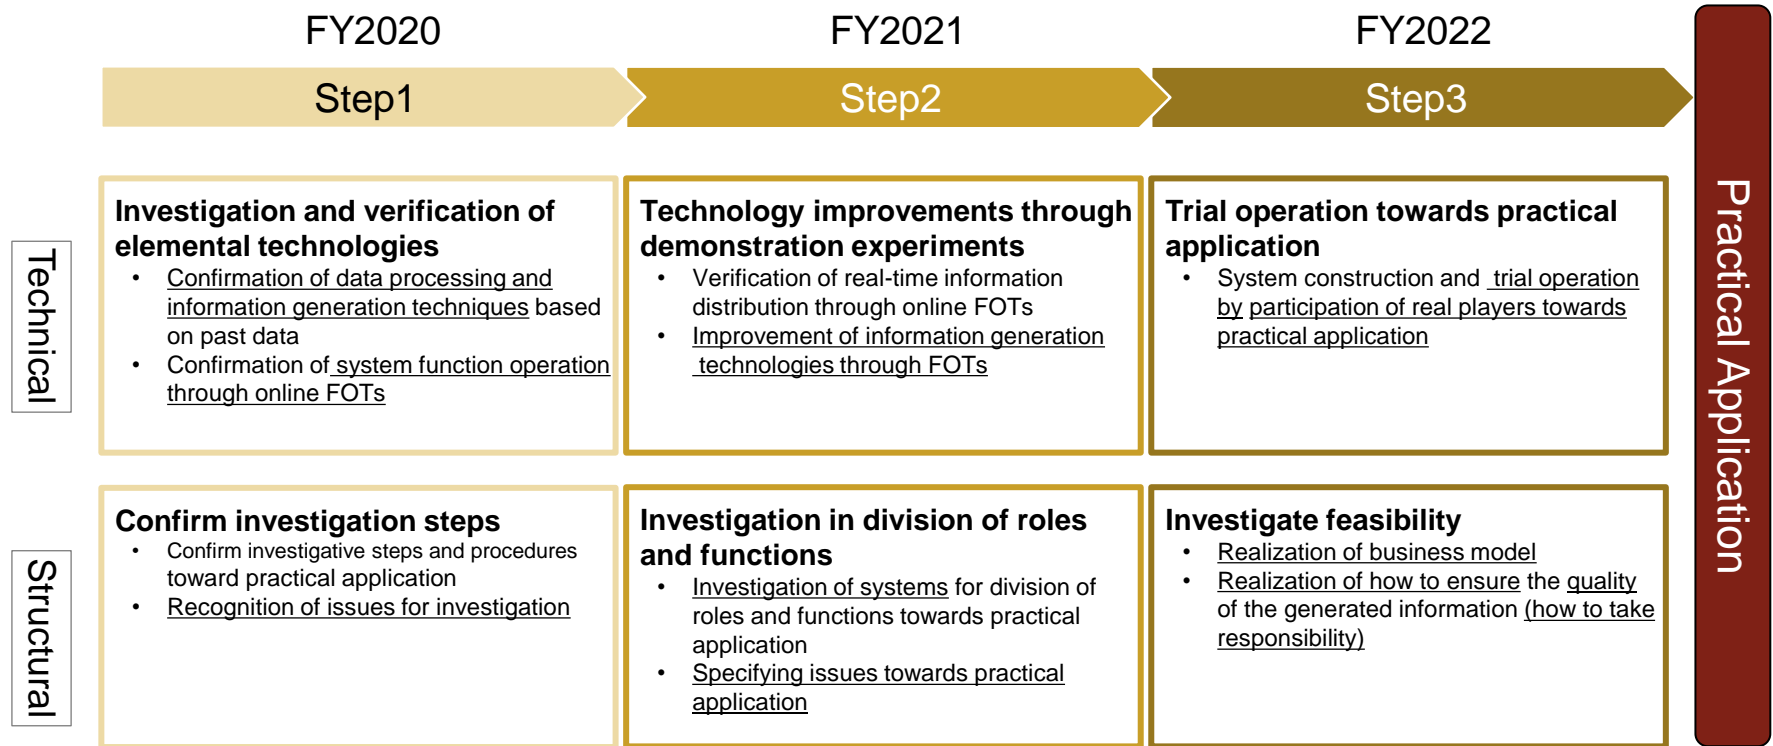 FY2020
FY2021
FY2022
Step1
Step2
Step3
Practical Application
Technical
Investigation and verification of
elemental technologies
• Confirmation of data processing and
information generation techniques based
on past data
• Confirmation of system function operation
through online FOTs
Technology improvements through
demonstration experiments
• Verification of real-time information
distribution through online FOTs
• Improvement of information generation
technologies through FOTs
Trial operation towards practical
application
• System construction and trial operation
by participation of real players towards
practical application
Structural
Confirm investigation steps
• Confirm investigative steps and procedures
toward practical application
• Recognition of issues for investigation
Investigation in division of roles
and functions
• Investigation of systems for division of
roles and functions towards practical
application
• Specifying issues towards practical
application
Investigate feasibility
• Realization of business model
• Realization of how to ensure the quality
of the generated information (how to take
responsibility)